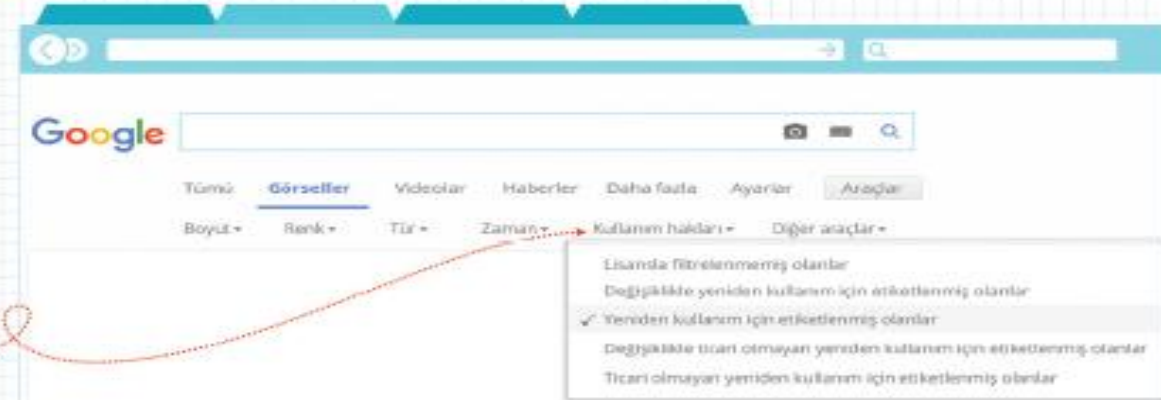 Google
Tümü Görseller Videolar Haberler Daha fazla Ayarlar Araçlar
Boyut Renk Tür Zaman Kullanım hakları Diğer araçlar
Lisansla filtrelenmemiş olanlar
Değişiklikle yeniden kullanım için etiketlenmiş olanlar
✓ Yeniden kullanım için etiketlenmiş olanlar
Değişiklikle ticari olmayan yeniden kullanım için etiketlenmiş olanlar
Ticari olmayan yeniden kullanım için etiketlenmiş olanlar